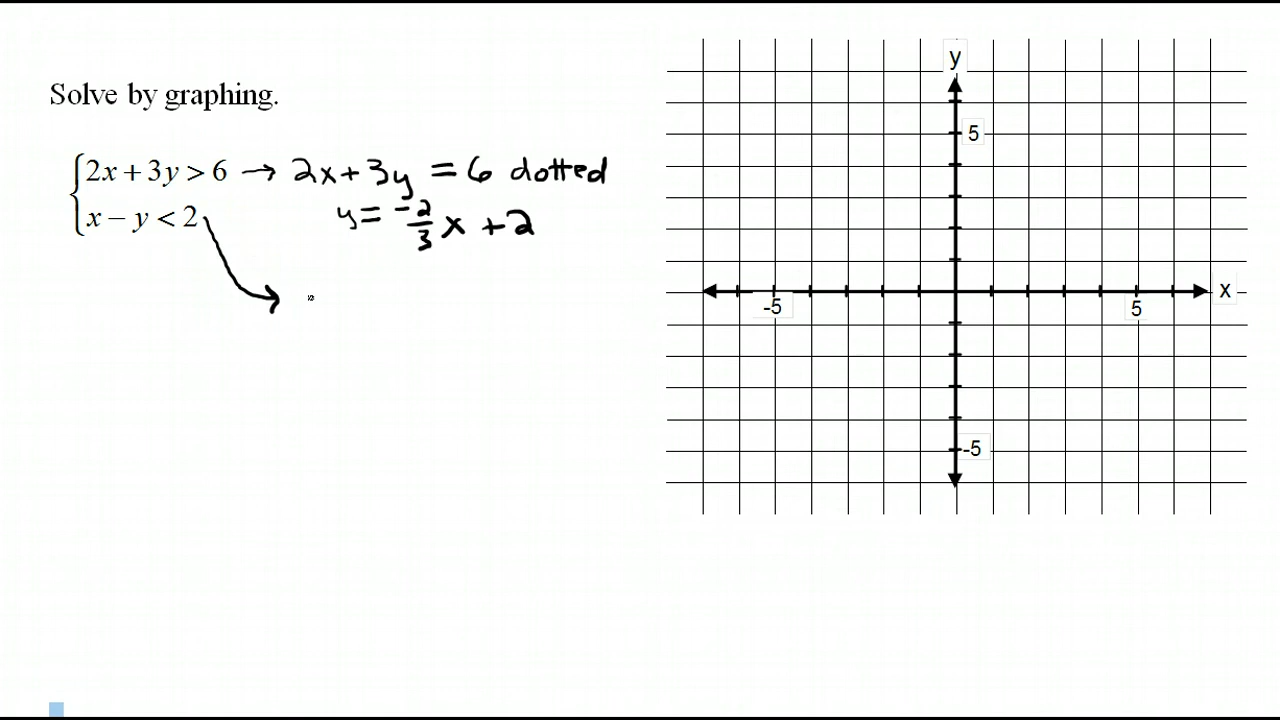 Solve by graphing.
2x + 3y > 6 → 2x + 3y = 6 dotted
x − y < 2
y = -2/3 x + 2
y
5
-5
5
x
-5